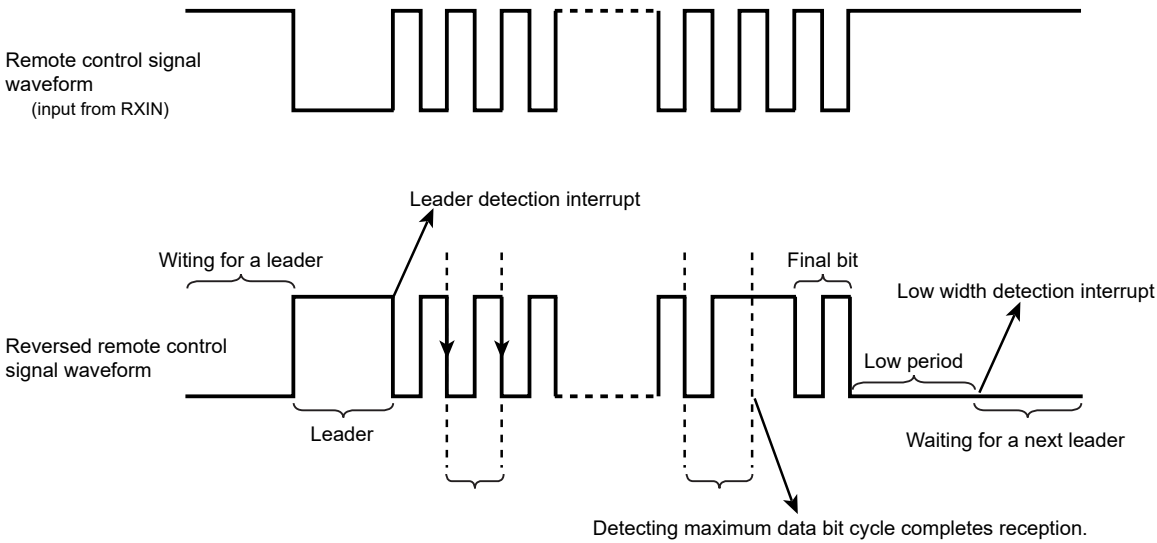 Remote control signal
waveform
(input from RXIN)
Leader detection interrupt
Witing for a leader
Final bit
Low width detection interrupt
Reversed remote control
signal waveform
Low period
Leader
Waiting for a next leader
Detecting maximum data bit cycle completes reception.